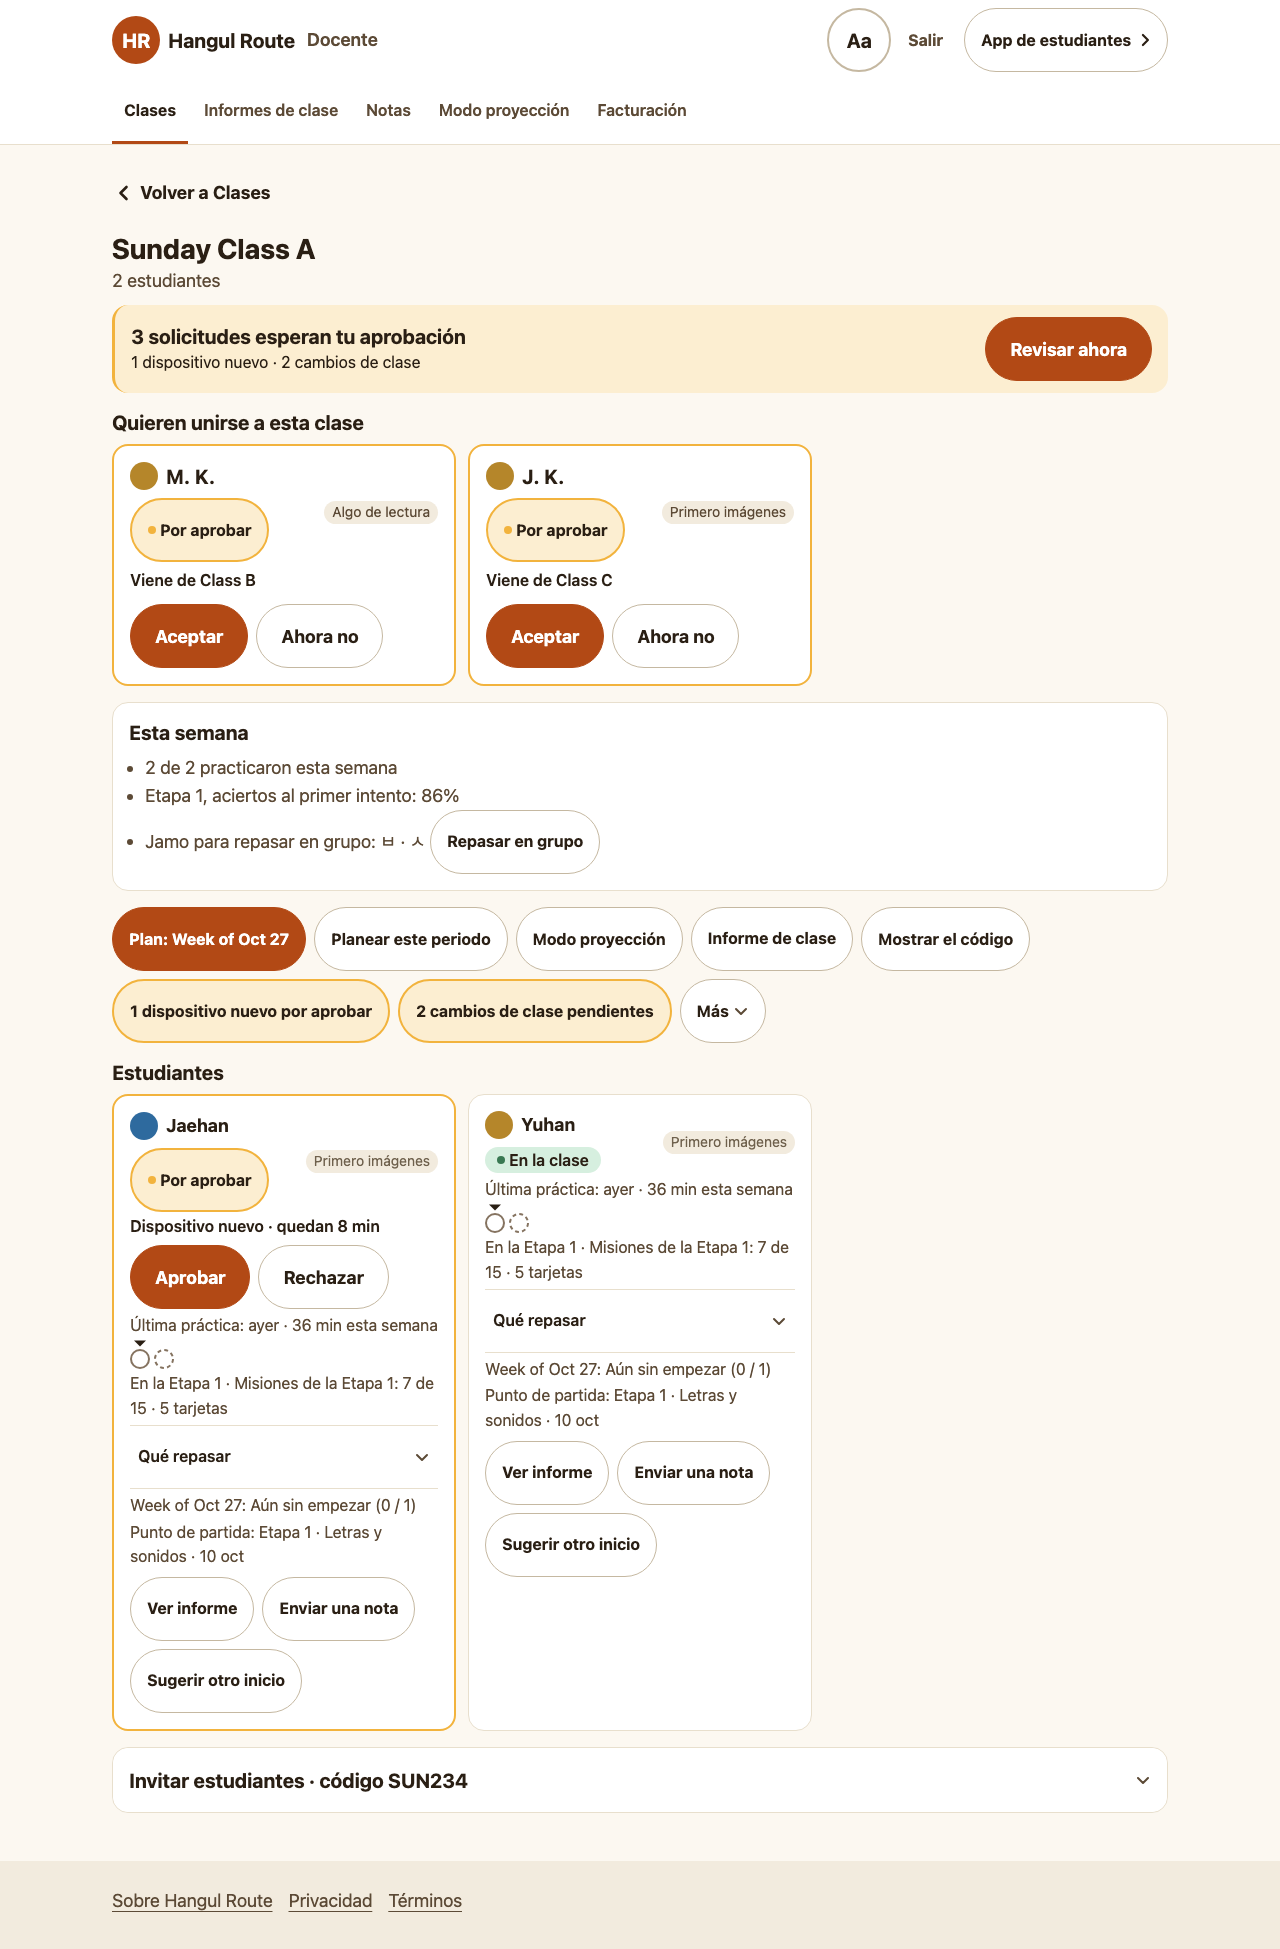 HR Hangul Route Docente
Aa Salir App de estudiantes
Clases Informes de clase Notas Modo proyección Facturación
Volver a Clases
Sunday Class A
2 estudiantes
3 solicitudes esperan tu aprobación
1 dispositivo nuevo · 2 cambios de clase
Revisar ahora
Quieren unirse a esta clase
M. K.
Por aprobar
Algo de lectura
Viene de Class B
Aceptar Ahora no
J. K.
Por aprobar
Primero imágenes
Viene de Class C
Aceptar Ahora no
Esta semana
2 de 2 practicaron esta semana
Etapa 1, aciertos al primer intento: 86%
Jamo para repasar en grupo: ㅂ · ㅅ Repasar en grupo
Plan: Week of Oct 27 Planear este periodo Modo proyección Informe de clase Mostrar el código
1 dispositivo nuevo por aprobar 2 cambios de clase pendientes Más
Estudiantes
Jaehan
Por aprobar
Primero imágenes
Dispositivo nuevo · quedan 8 min
Aprobar Rechazar
Última práctica: ayer · 36 min esta semana
En la Etapa 1 · Misiones de la Etapa 1: 7 de
15 · 5 tarjetas
Qué repasar
Week of Oct 27: Aún sin empezar (0 / 1)
Punto de partida: Etapa 1 · Letras y
sonidos · 10 oct
Ver informe Enviar una nota
Sugerir otro inicio
Yuhan
En la clase
Primero imágenes
Última práctica: ayer · 36 min esta semana
En la Etapa 1 · Misiones de la Etapa 1: 7 de
15 · 5 tarjetas
Qué repasar
Week of Oct 27: Aún sin empezar (0 / 1)
Punto de partida: Etapa 1 · Letras y
sonidos · 10 oct
Ver informe Enviar una nota
Sugerir otro inicio
Invitar estudiantes · código SUN234
Sobre Hangul Route Privacidad Términos